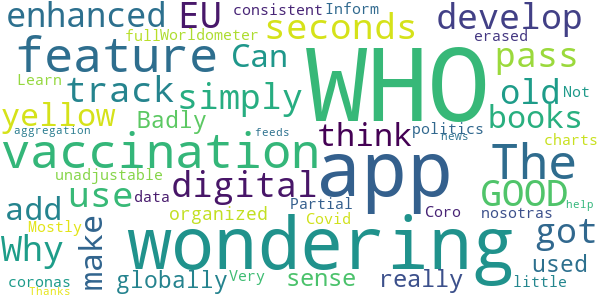 enhanced EU consistent Inform develop
full Worldometer seconds erased
feature Can WHO pass
Learn track simply old books
yellow Badly think politics Not
vaccination aggregation feeds news charts
unadjustable app The
use digital data GOOD
add organized Partial help
Mostly make wondering Covid Coro nosotras got
Why globally sense really used
coronas Very little
Thanks